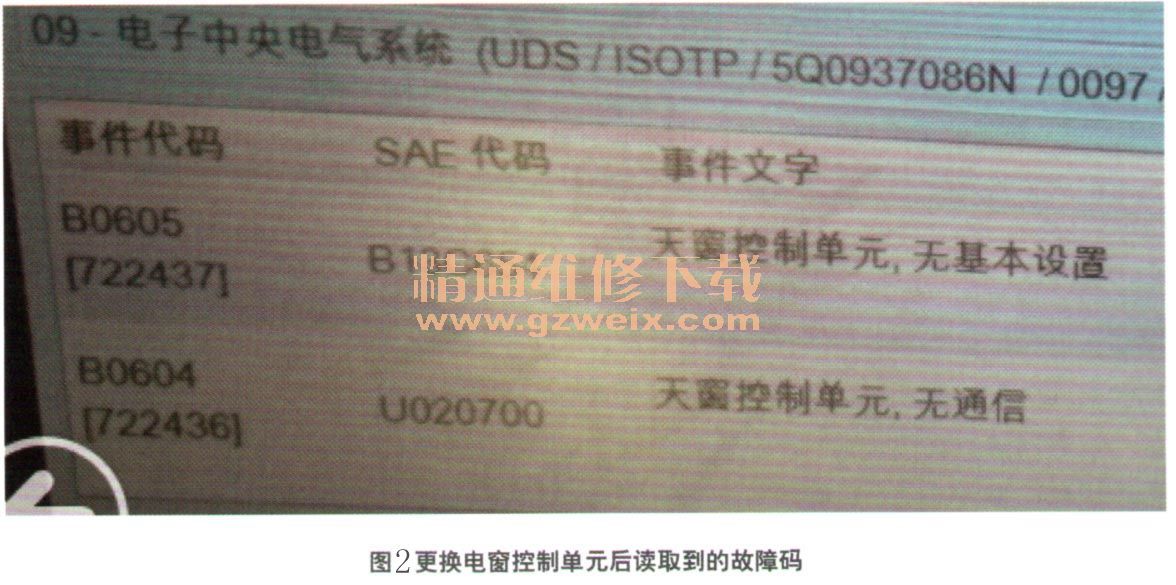 09 - 电子中央电气系统 (UDS / ISOTP / 5Q0937086N / 0097 /
事件代码 SAE 代码 事件文字
B0605 天窗控制单元, 无基本设置
[722437]
精通维修下载
www.gzweix.com
B0604 U020700 天窗控制单元, 无通信
[722436]
图2更换电窗控制单元后读取到的故障码